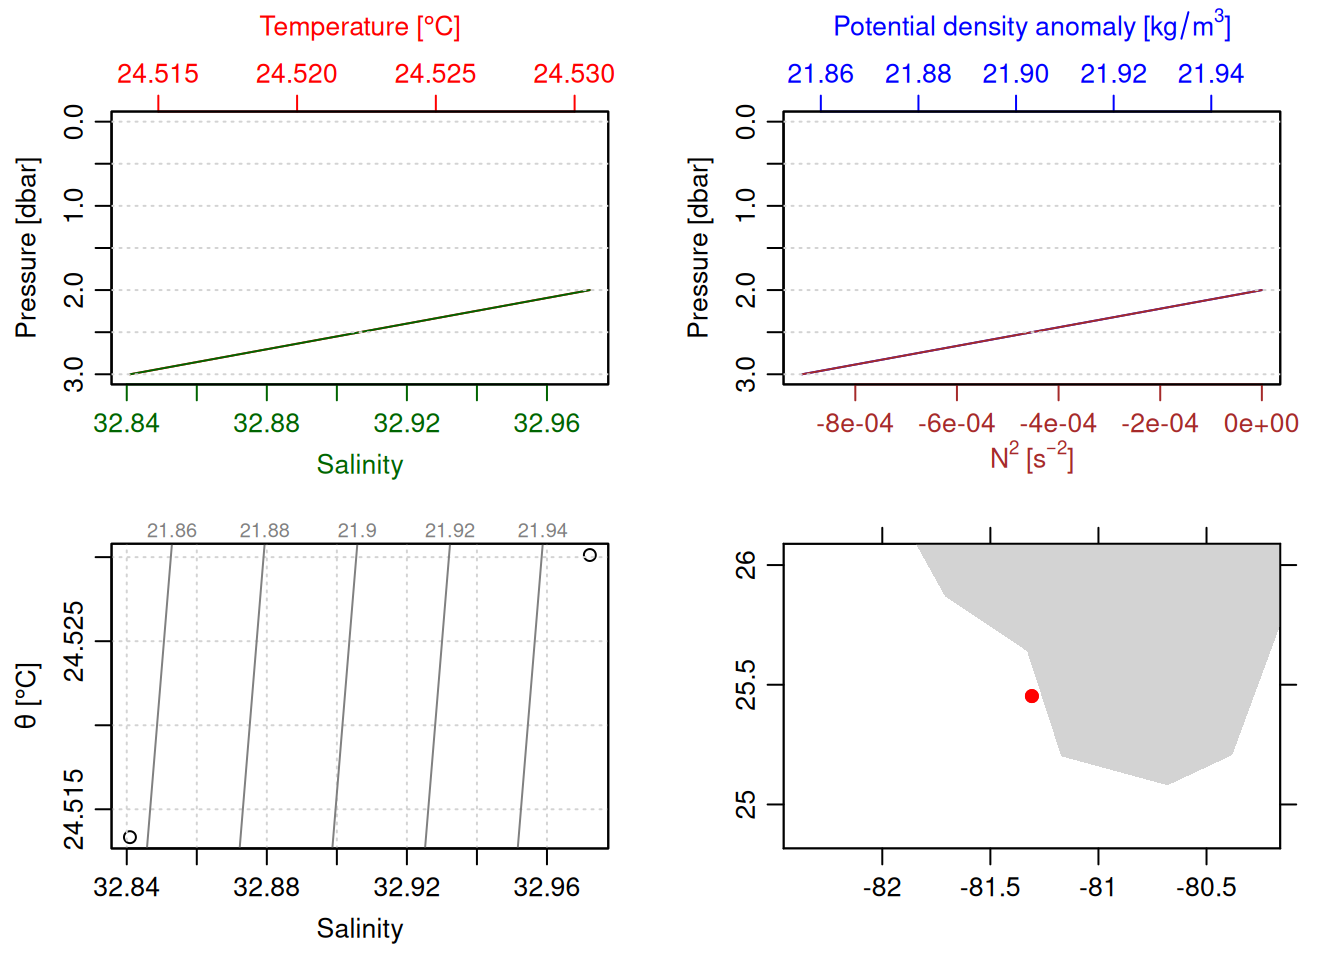 Temperature [°C]
24.515 24.520 24.525 24.530
0.0
1.0
2.0
3.0
Pressure [dbar]
32.84 32.88 32.92 32.96
Salinity
Potential density anomaly [kg/m³]
21.86 21.88 21.90 21.92 21.94
0.0
1.0
2.0
3.0
Pressure [dbar]
-8e-04 -6e-04 -4e-04 -2e-04 0e+00
N² [s⁻²]
21.86 21.88 21.9 21.92 21.94
24.525
24.515
θ [°C]
32.84 32.88 32.92 32.96
Salinity
26
25.5
25
-82 -81.5 -81 -80.5